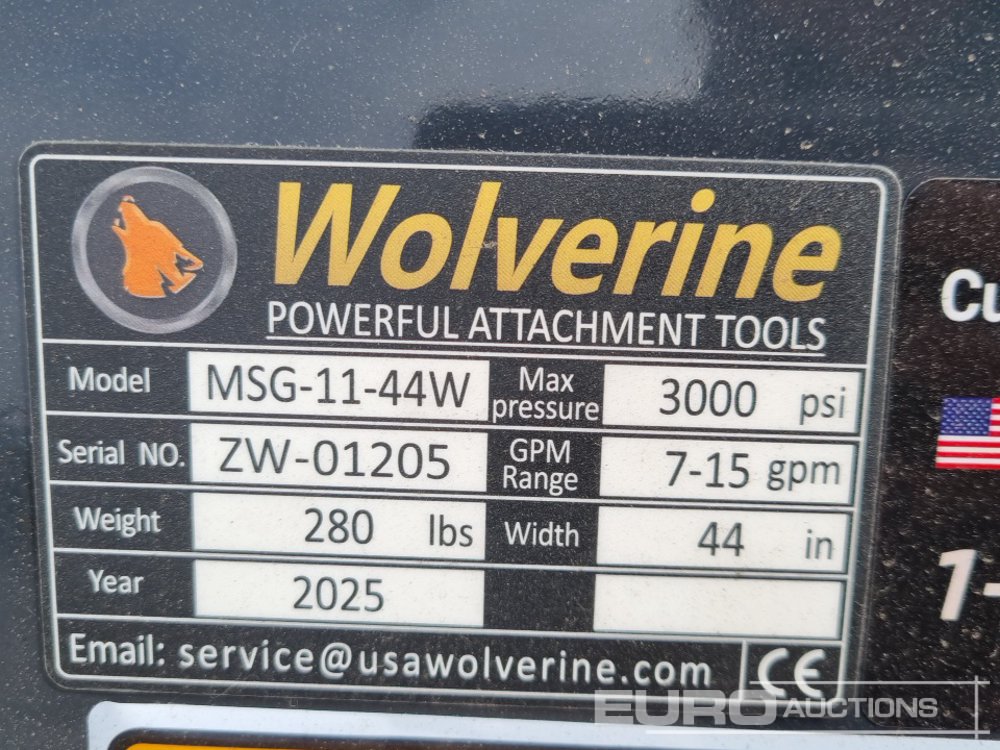 Wolverine
POWERFUL ATTACHMENT TOOLS
Model MSG-11-44W Max pressure 3000 psi
Serial NO. ZW-01205 GPM Range 7-15 gpm
Weight 280 lbs Width 44 in
Year 2025
Email: service@usawolverine.com CE
Cu
1-
EURO AUCTIONS